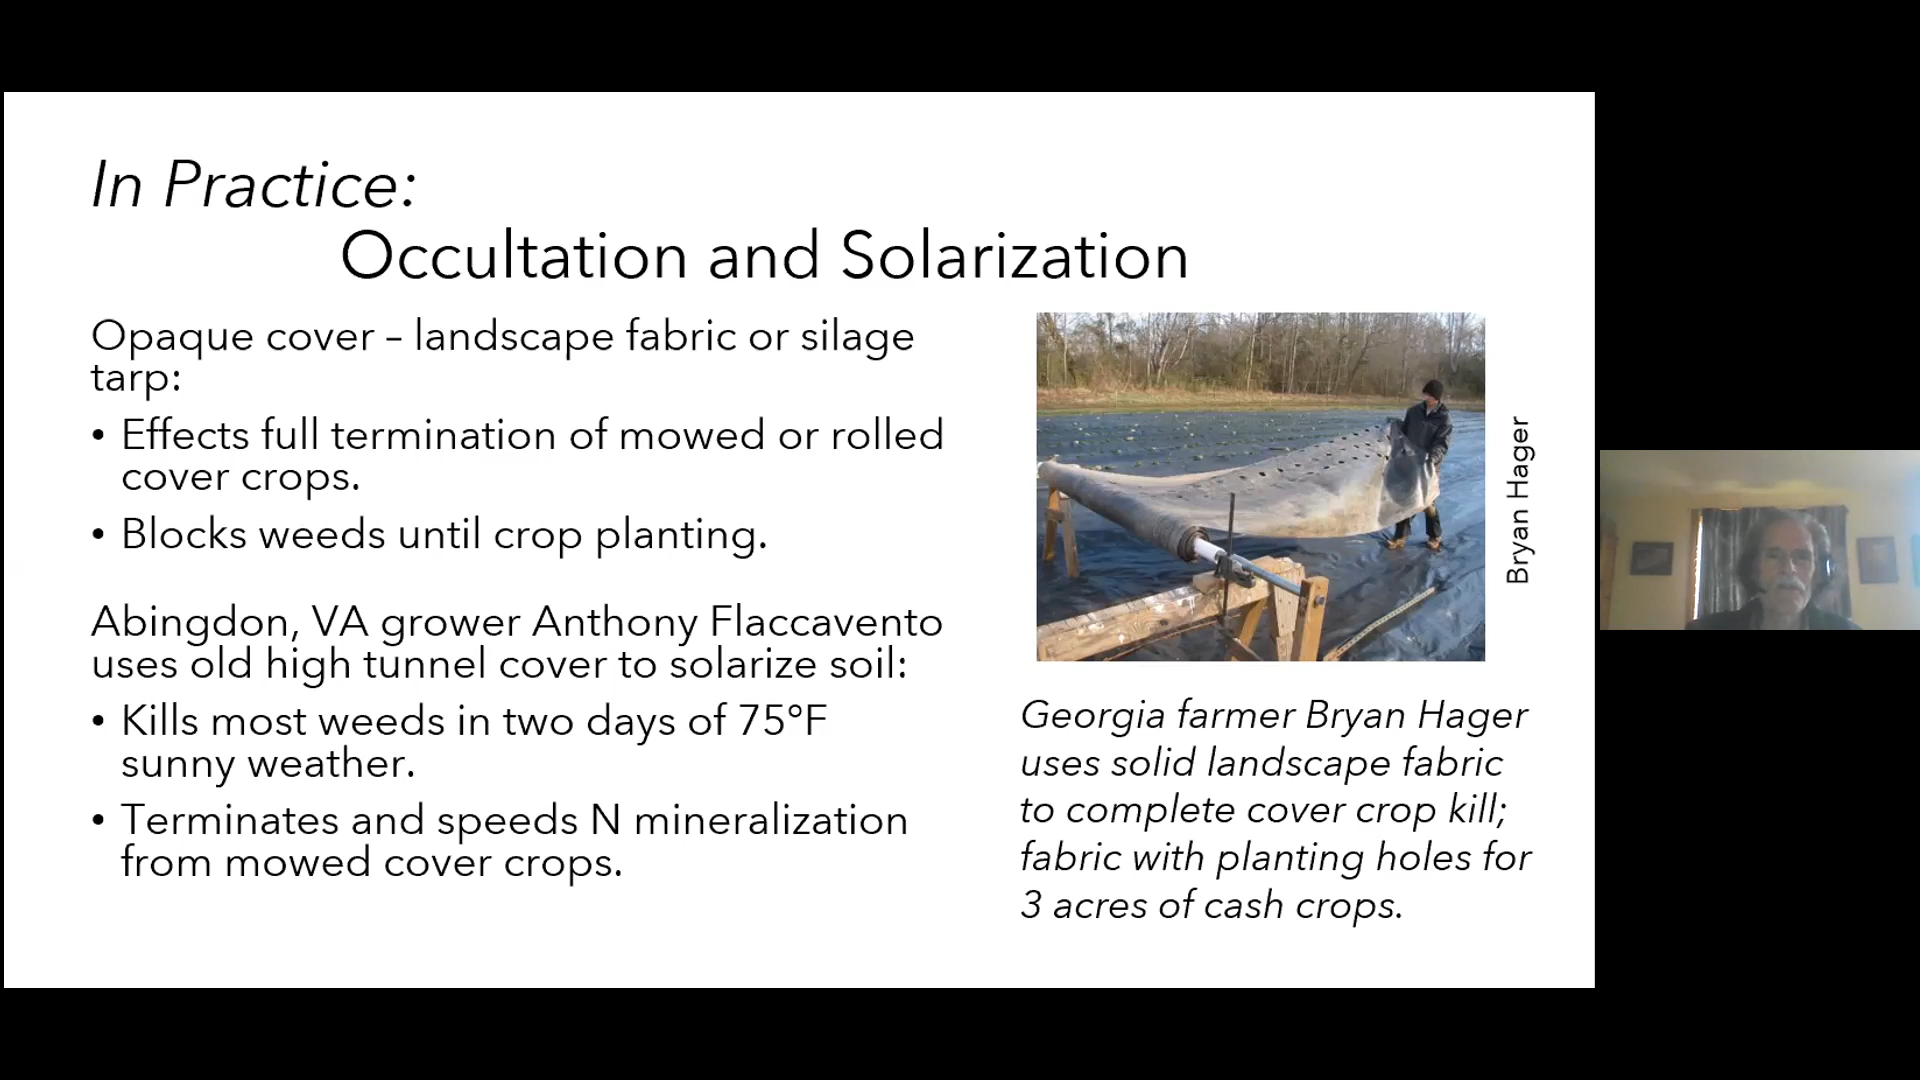 In Practice:
Occultation and Solarization
Opaque cover – landscape fabric or silage
tarp:
• Effects full termination of mowed or rolled
cover crops.
• Blocks weeds until crop planting.
Abingdon, VA grower Anthony Flaccavento
uses old high tunnel cover to solarize soil:
• Kills most weeds in two days of 75°F
sunny weather.
• Terminates and speeds N mineralization
from mowed cover crops.
Bryan Hager
Georgia farmer Bryan Hager
uses solid landscape fabric
to complete cover crop kill;
fabric with planting holes for
3 acres of cash crops.